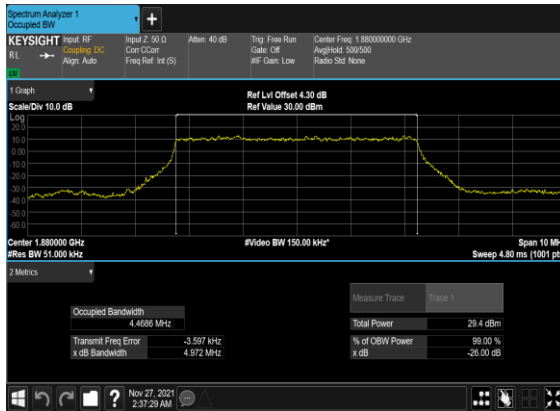 Spectrum Analyzer 1
Occupied BW
+
KEYSIGHT
RL
LXI
Input: RF
Coupling: DC
Align: Auto
Input Z: 50 Ω
Corr CCorr
Freq Ref: Int (S)
Atten: 40 dB
Trig: Free Run
Gate: Off
#IF Gain: Low
Center Freq: 1.880000000 GHz
Avg|Hold: 500/500
Radio Std: None
1 Graph
Scale/Div 10.0 dB
Ref Lvl Offset 4.30 dB
Ref Value 30.00 dBm
Log
20.0
10.0
0.00
-10.0
-20.0
-30.0
-40.0
-50.0
-60.0
Center 1.880000 GHz
#Res BW 51.000 kHz
#Video BW 150.00 kHz*
Span 10 MH
Sweep 4.80 ms (1001 pt
2 Metrics
Measure Trace
Trace 1
Occupied Bandwidth
4.4686 MHz
Total Power
29.4 dBm
Transmit Freq Error
-3.597 kHz
% of OBW Power
99.00 %
x dB Bandwidth
4.972 MHz
x dB
-26.00 dB
?
Nov 27, 2021
2:37:29 AM